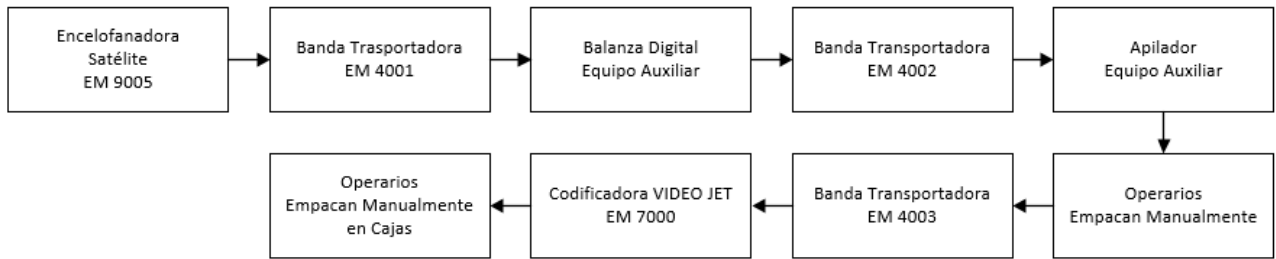 Encelofanadora
Satélite
EM 9005
Banda Trasportadora
EM 4001
Balanza Digital
Equipo Auxiliar
Banda Transportadora
EM 4002
Apilador
Equipo Auxiliar
Operarios
Empacan Manualmente
Banda Transportadora
EM 4003
Codificadora VIDEO JET
EM 7000
Operarios
Empacan Manualmente
en Cajas